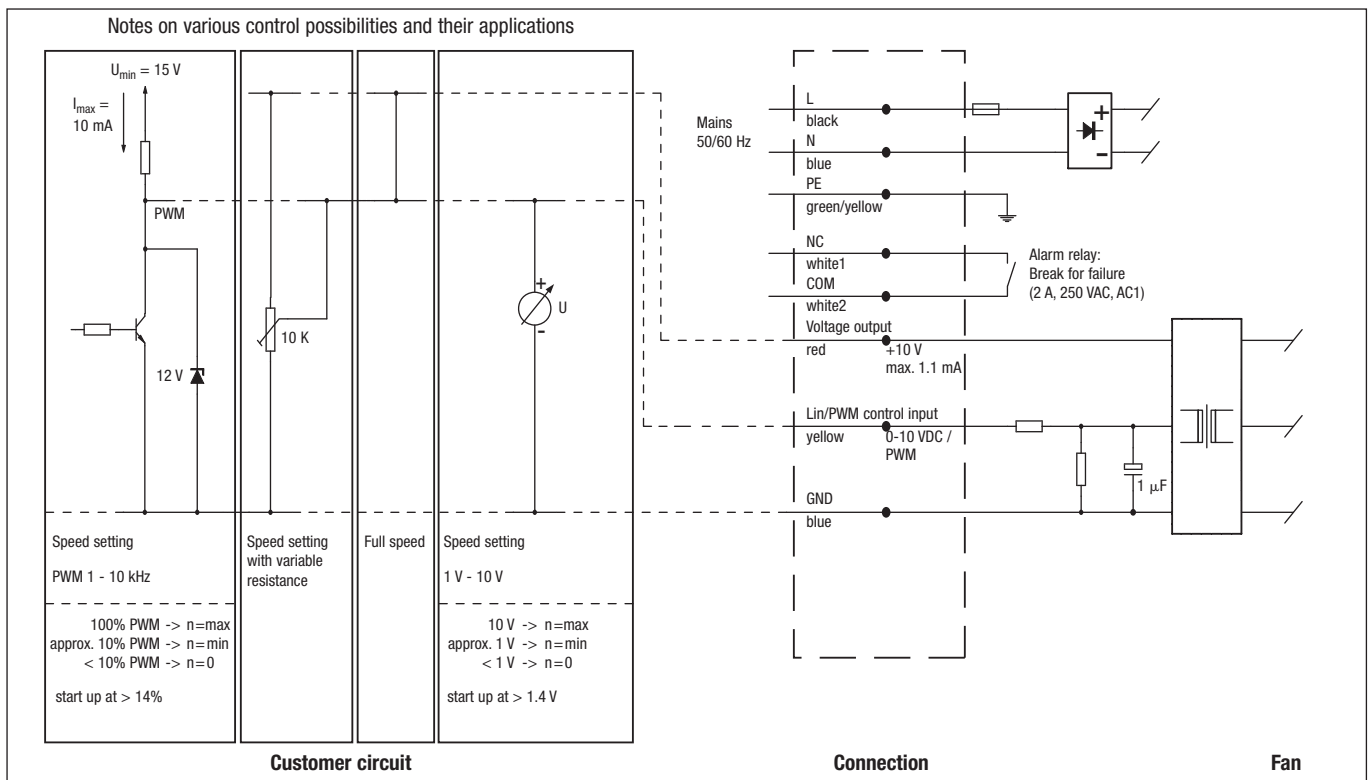 Notes on various control possibilities and their applications
Umin = 15 V
Imax =
10 mA
PWM
12 V
10 K
+
U
-
Speed setting
PWM 1 - 10 kHz
100% PWM -> n=max
approx. 10% PWM -> n=min
< 10% PWM -> n=0
start up at > 14%
Speed setting
with variable
resistance
Full speed
Speed setting
1 V - 10 V
10 V -> n=max
approx. 1 V -> n=min
< 1 V -> n=0
start up at > 1.4 V
Mains
50/60 Hz
L
black
N
blue
PE
green/yellow
NC
white1
COM
white2
Voltage output
red
+10 V
max. 1.1 mA
Lin/PWM control input
yellow
0-10 VDC /
PWM
GND
blue
+
-
Alarm relay:
Break for failure
(2 A, 250 VAC, AC1)
1 µF
Customer circuit
Connection
Fan